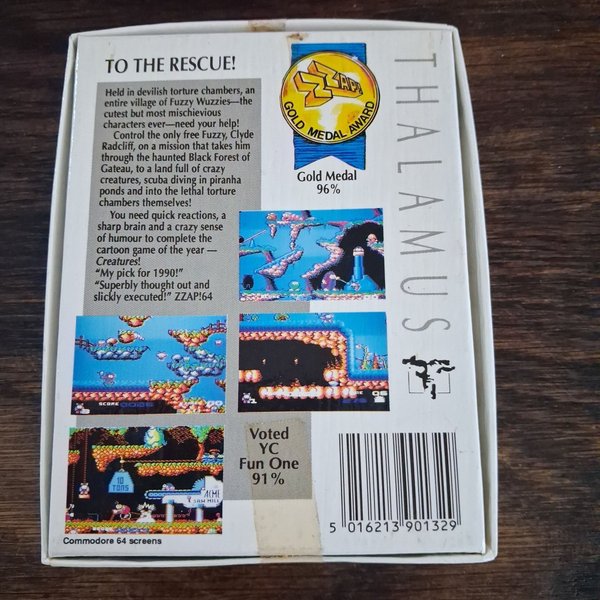 TO THE RESCUE!
Held in devilish torture chambers, an
entire village of Fuzzy Wuzzies—the
cutest but most mischievious
characters ever—need your help!
Control the only free Fuzzy, Clyde
Radcliff, on a mission that takes him
through the haunted Black Forest of
Gateau, to a land full of crazy
creatures, scuba diving in piranha
ponds and into the lethal torture
chambers themselves!
You need quick reactions, a
sharp brain and a crazy sense
of humour to complete the
cartoon game of the year —
Creatures!
"My pick for 1990!"
"Superbly thought out and
slickly executed!" ZZAP!64
ZZAP!
GOLD MEDAL AWARD
Gold Medal
96%
THALAMUS
SCORE
10
TONS
ACME
SAW MILL
Voted
YC
Fun One
91%
5 016213 901329
Commodore 64 screens